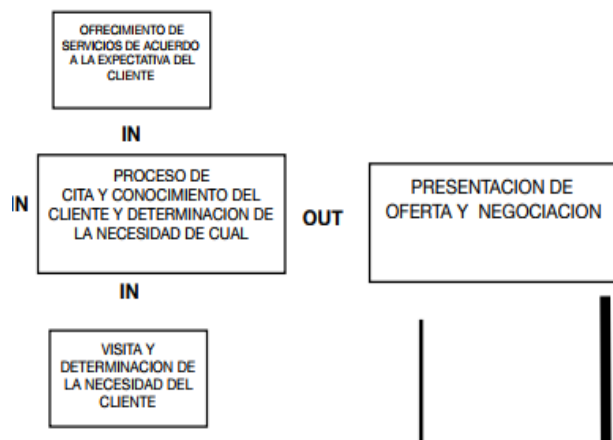 OFRECIMIENTO DE
SERVICIOS DE ACUERDO
A LA EXPECTATIVA DEL
CLIENTE
IN
PROCESO DE
CITA Y CONOCIMIENTO DEL
CLIENTE Y DETERMINACION DE
LA NECESIDAD DE CUAL
IN
OUT
PRESENTACION DE
OFERTA Y NEGOCIACION
IN
VISITA Y
DETERMINACION DE
LA NECESIDAD DEL
CLIENTE